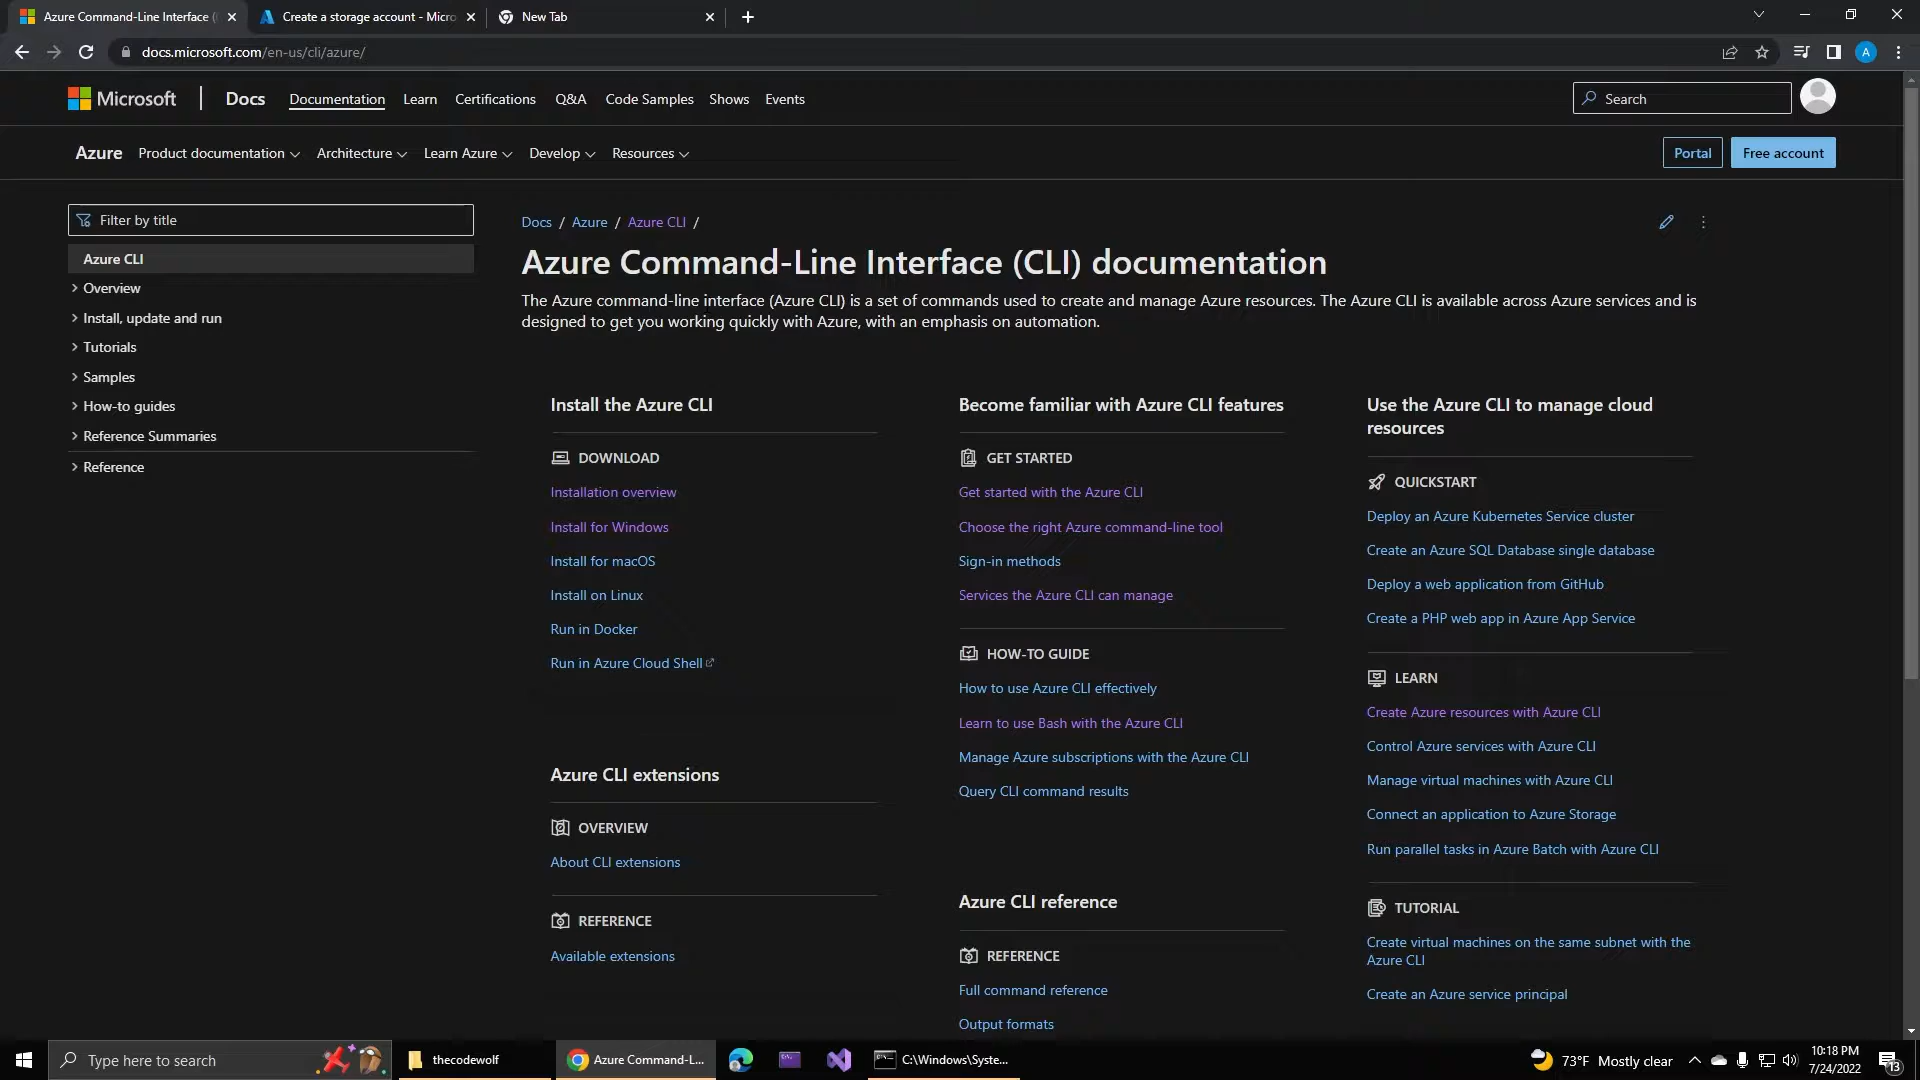 Azure Command-Line Interface (
Create a storage account - Micro
New Tab
docs.microsoft.com/en-us/cli/azure/
A
Microsoft
Docs
Documentation
Learn
Certifications
Q&A
Code Samples
Shows
Events
Search
Azure
Product documentation
Architecture
Learn Azure
Develop
Resources
Portal
Free account
Filter by title
Azure CLI
Overview
Install, update and run
Tutorials
Samples
How-to guides
Reference Summaries
Reference
Docs / Azure / Azure CLI /
Azure Command-Line Interface (CLI) documentation
The Azure command-line interface (Azure CLI) is a set of commands used to create and manage Azure resources. The Azure CLI is available across Azure services and is
designed to get you working quickly with Azure, with an emphasis on automation.
Install the Azure CLI
DOWNLOAD
Installation overview
Install for Windows
Install for macOS
Install on Linux
Run in Docker
Run in Azure Cloud Shell
Azure CLI extensions
OVERVIEW
About CLI extensions
REFERENCE
Available extensions
Become familiar with Azure CLI features
GET STARTED
Get started with the Azure CLI
Choose the right Azure command-line tool
Sign-in methods
Services the Azure CLI can manage
HOW-TO GUIDE
How to use Azure CLI effectively
Learn to use Bash with the Azure CLI
Manage Azure subscriptions with the Azure CLI
Query CLI command results
Azure CLI reference
REFERENCE
Full command reference
Output formats
Use the Azure CLI to manage cloud
resources
QUICKSTART
Deploy an Azure Kubernetes Service cluster
Create an Azure SQL Database single database
Deploy a web application from GitHub
Create a PHP web app in Azure App Service
LEARN
Create Azure resources with Azure CLI
Control Azure services with Azure CLI
Manage virtual machines with Azure CLI
Connect an application to Azure Storage
Run parallel tasks in Azure Batch with Azure CLI
TUTORIAL
Create virtual machines on the same subnet with the
Azure CLI
Create an Azure service principal
Type here to search
thecodewolf
Azure Command-L...
C:\Windows\Syste...
73°F Mostly clear
10:18 PM
7/24/2022
13